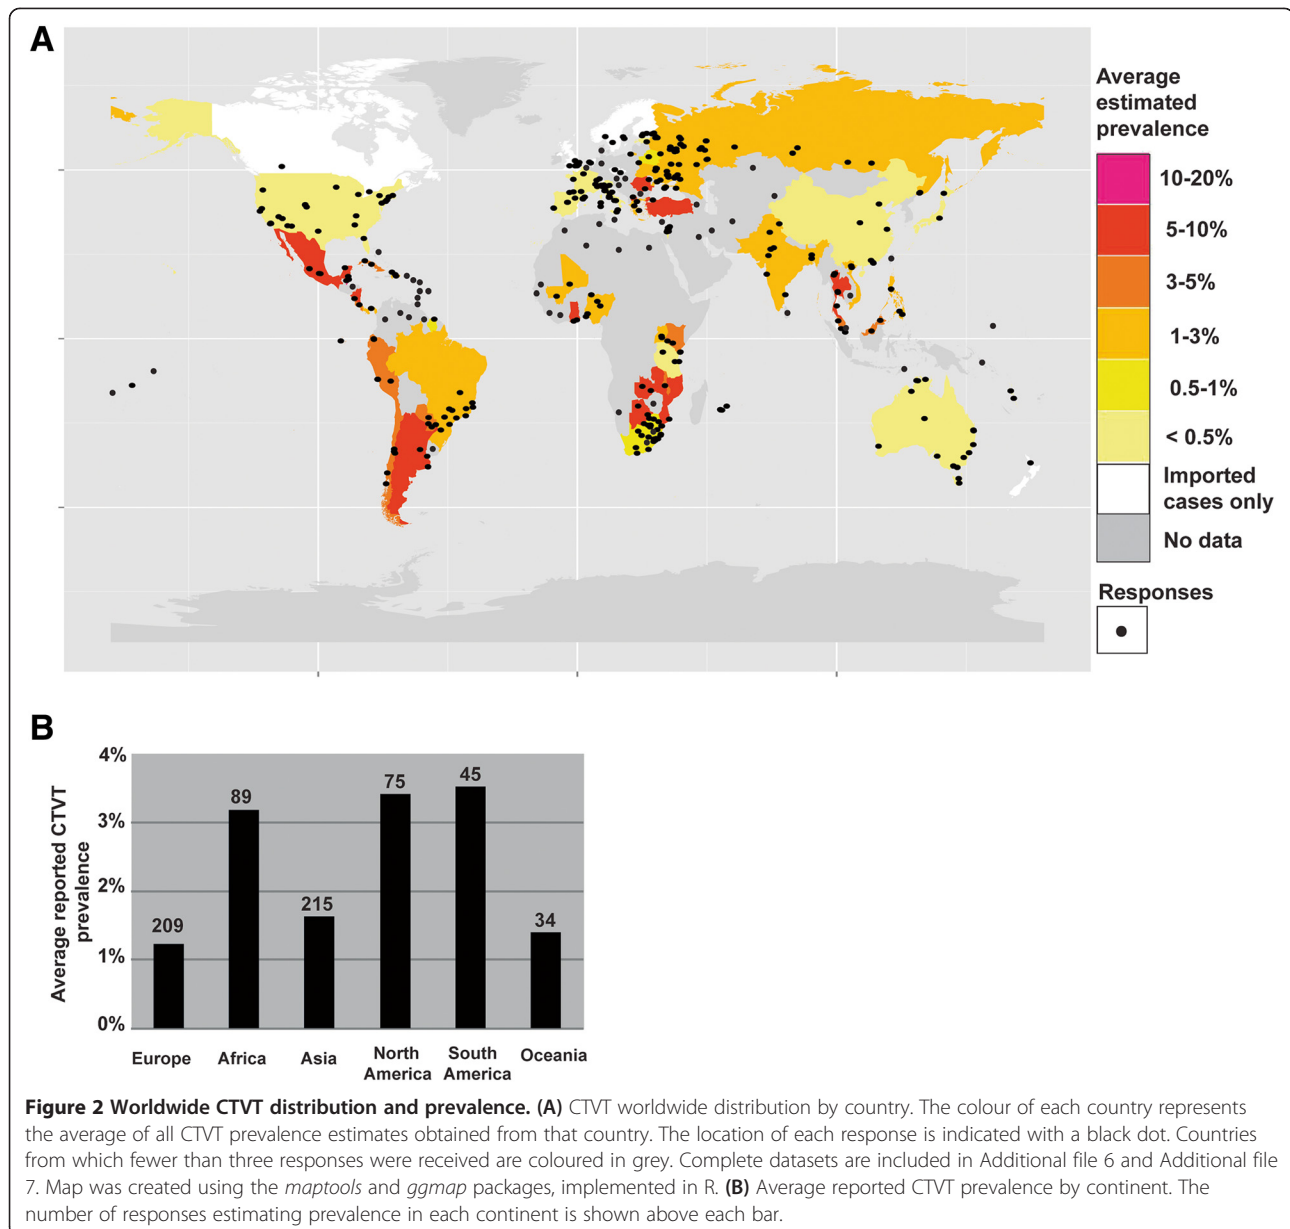 A
Average
estimated
prevalence
10-20%
5-10%
3-5%
1-3%
0.5-1%
< 0.5%
Imported
cases only
No data
Responses
B
Average reported CTVT
prevalence
4%
3%
2%
1%
0%
209
89
215
75
45
34
Europe
Africa
Asia
North
America
South
America
Oceania
Figure 2 Worldwide CTVT distribution and prevalence. (A) CTVT worldwide distribution by country. The colour of each country represents
the average of all CTVT prevalence estimates obtained from that country. The location of each response is indicated with a black dot. Countries
from which fewer than three responses were received are coloured in grey. Complete datasets are included in Additional file 6 and Additional file
7. Map was created using the maptools and ggmap packages, implemented in R. (B) Average reported CTVT prevalence by continent. The
number of responses estimating prevalence in each continent is shown above each bar.